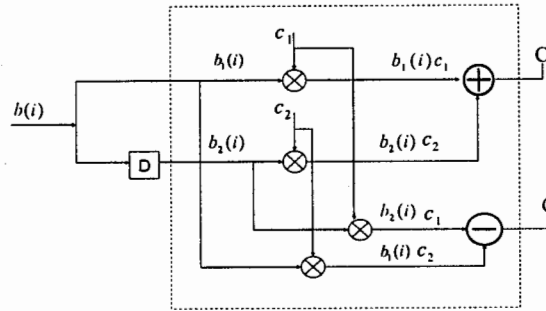 c₁
b(i)
b₁(i)
b₁(i) c₁
+
c₂
D
b₂(i)
b₂(i) c₂
b₂(i) c₁
−
b₁(i) c₂